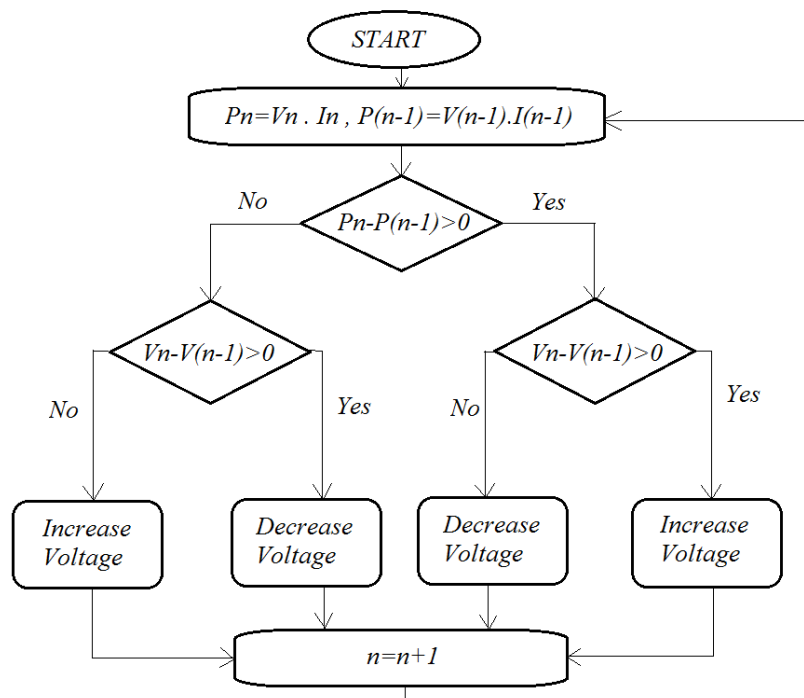 START
Pn=Vn . In , P(n-1)=V(n-1).I(n-1)
No
Yes
Pn-P(n-1)>0
Vn-V(n-1)>0
Vn-V(n-1)>0
No
Yes
No
Yes
Increase
Voltage
Decrease
Voltage
Decrease
Voltage
Increase
Voltage
n=n+1